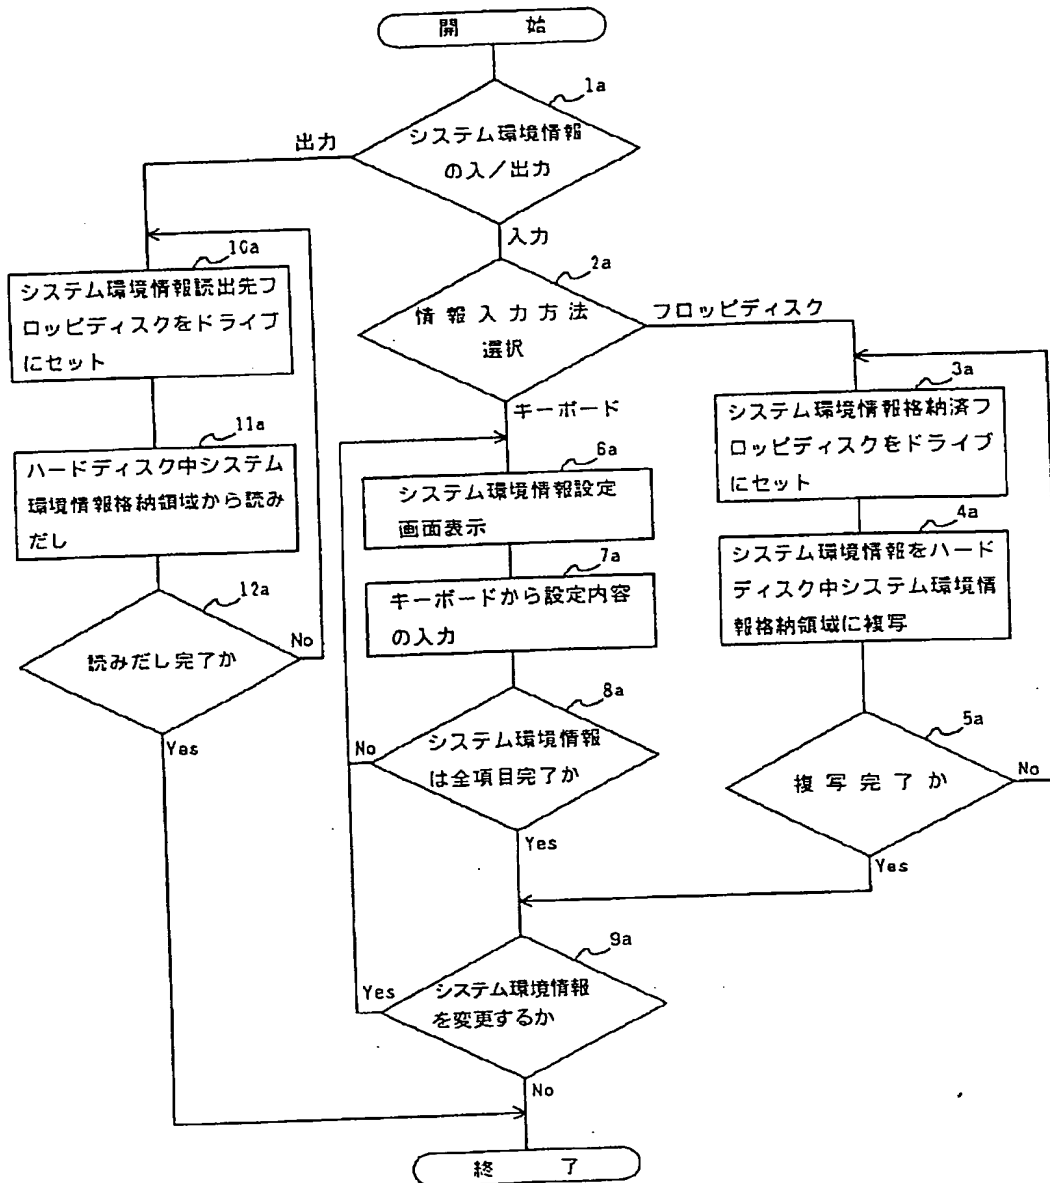 開始
1a
システム環境情報
の入/出力
出力
入力
10a
システム環境情報読出先フ
ロッピディスクをドライブ
にセット
11a
ハードディスク中システム
環境情報格納領域から読み
だし
12a
読みだし完了か
No
Yes
2a
情報入力方法
選択
フロッピディスク
キーボード
6a
システム環境情報設定
画面表示
7a
キーボードから設定内容
の入力
8a
システム環境情報
は全項目完了か
No
Yes
3a
システム環境情報格納済フ
ロッピディスクをドライブ
にセット
4a
システム環境情報をハード
ディスク中システム環境情
報格納領域に複写
5a
複写完了か
No
Yes
9a
システム環境情報
を変更するか
Yes
No
終了